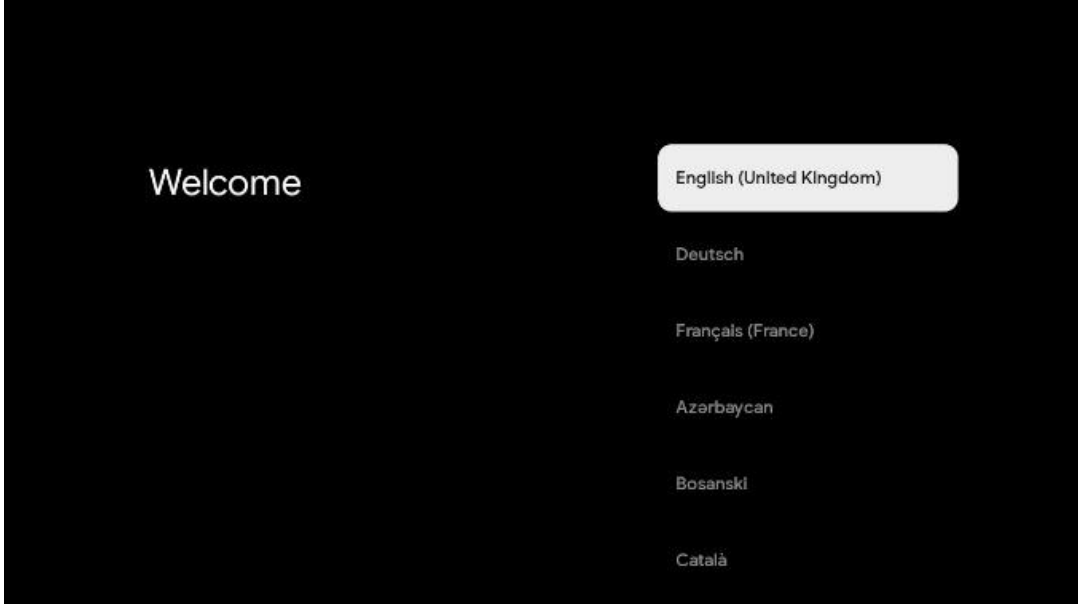 Welcome
English (United Kingdom)
Deutsch
Français (France)
Azərbaycan
Bosanski
Català